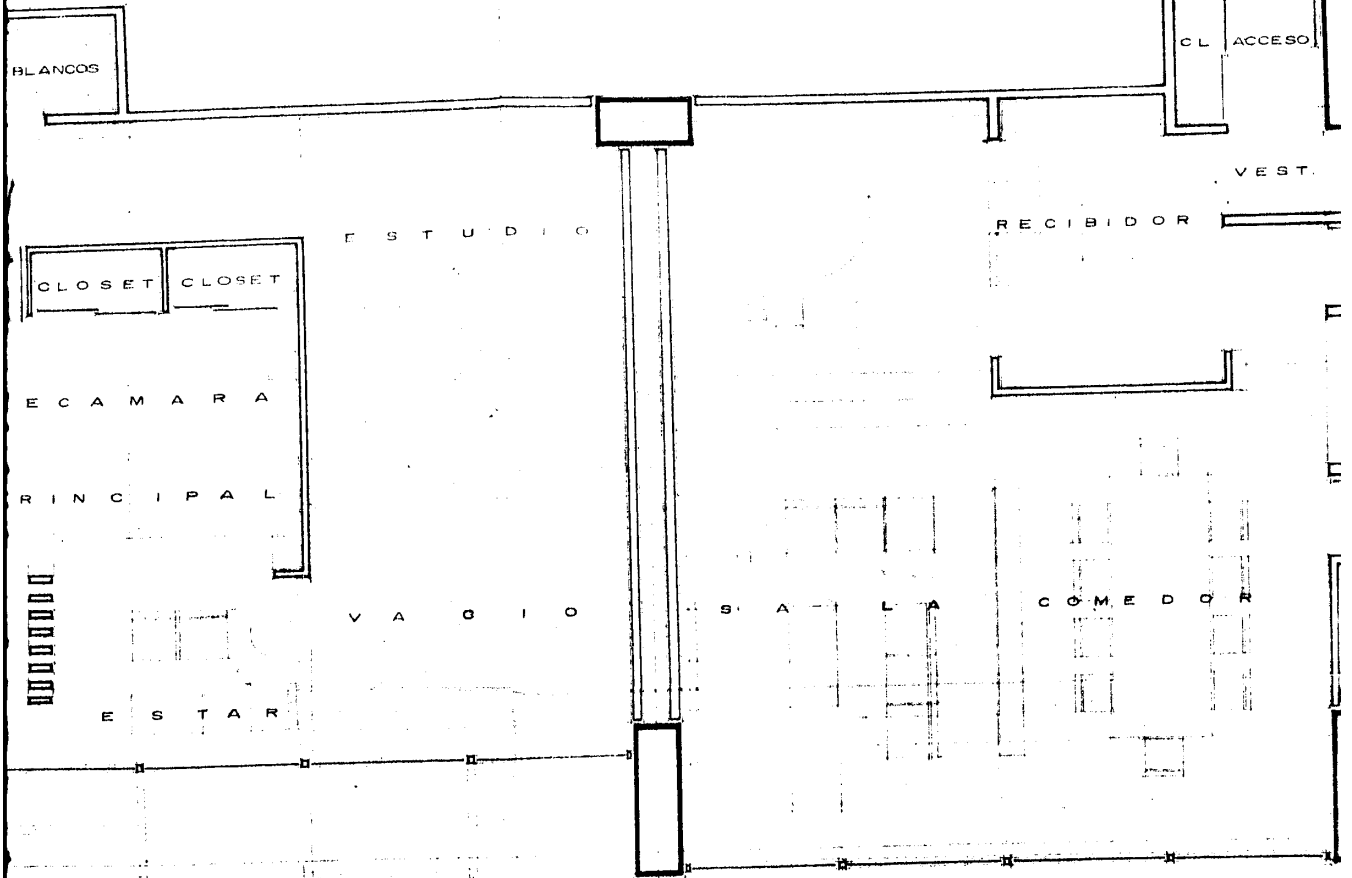 BLANCOS
CL
ACCESO
VEST.
ESTUDIO
RECIBIDOR
CLOSET
CLOSET
ECAMARA
RINCIPAL
VACIO
SALA
COMEDOR
ESTAR